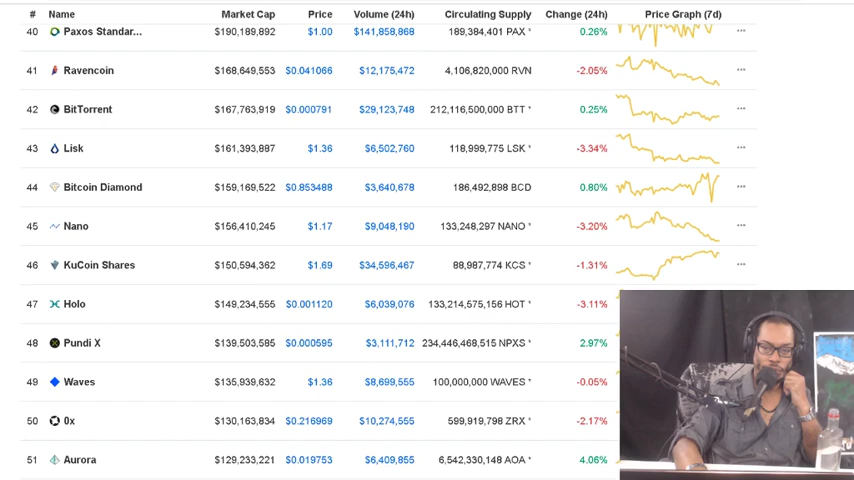 # Name Market Cap Price Volume (24h) Circulating Supply Change (24h) Price Graph (7d)
40 Paxos Standar... $190,189,892 $1.00 $141,858,868 189,384,401 PAX * 0.26% ...
41 Ravencoin $168,649,553 $0.041066 $12,175,472 4,106,820,000 RVN -2.05% ...
42 BitTorrent $167,763,919 $0.000791 $29,123,748 212,116,500,000 BTT * 0.25% ...
43 Lisk $161,393,887 $1.36 $6,502,760 118,999,775 LSK * -3.34% ...
44 Bitcoin Diamond $159,169,522 $0.853488 $3,640,678 186,492,898 BCD 0.80% ...
45 Nano $156,410,245 $1.17 $9,048,190 133,248,297 NANO * -3.20% ...
46 KuCoin Shares $150,594,362 $1.69 $34,596,467 88,987,774 KCS * -1.31% ...
47 Holo $149,234,555 $0.001120 $6,039,076 133,214,575,156 HOT * -3.11%
48 Pundi X $139,503,585 $0.000595 $3,111,712 234,446,468,515 NPXS * 2.97%
49 Waves $135,939,632 $1.36 $8,699,555 100,000,000 WAVES * -0.05%
50 0x $130,163,834 $0.216969 $10,274,555 599,919,798 ZRX * -2.17%
51 Aurora $129,233,221 $0.019753 $6,409,855 6,542,330,148 AOA * 4.06%